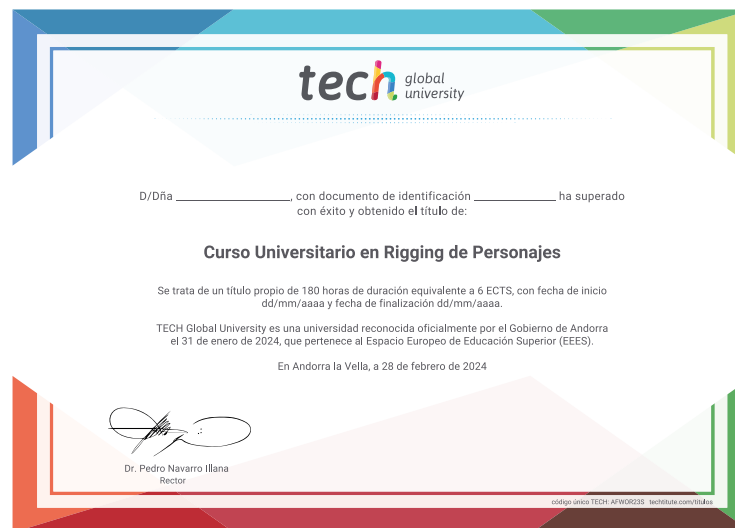 tech global university
D/Dña ____________________, con documento de identificación ______________ ha superado
con éxito y obtenido el título de:
Curso Universitario en Rigging de Personajes
Se trata de un título propio de 180 horas de duración equivalente a 6 ECTS, con fecha de inicio
dd/mm/aaaa y fecha de finalización dd/mm/aaaa.
TECH Global University es una universidad reconocida oficialmente por el Gobierno de Andorra
el 31 de enero de 2024, que pertenece al Espacio Europeo de Educación Superior (EEES).
En Andorra la Vella, a 28 de febrero de 2024
Dr. Pedro Navarro Illana
Rector
código único TECH: AFWOR23S techtitute.com/titulos